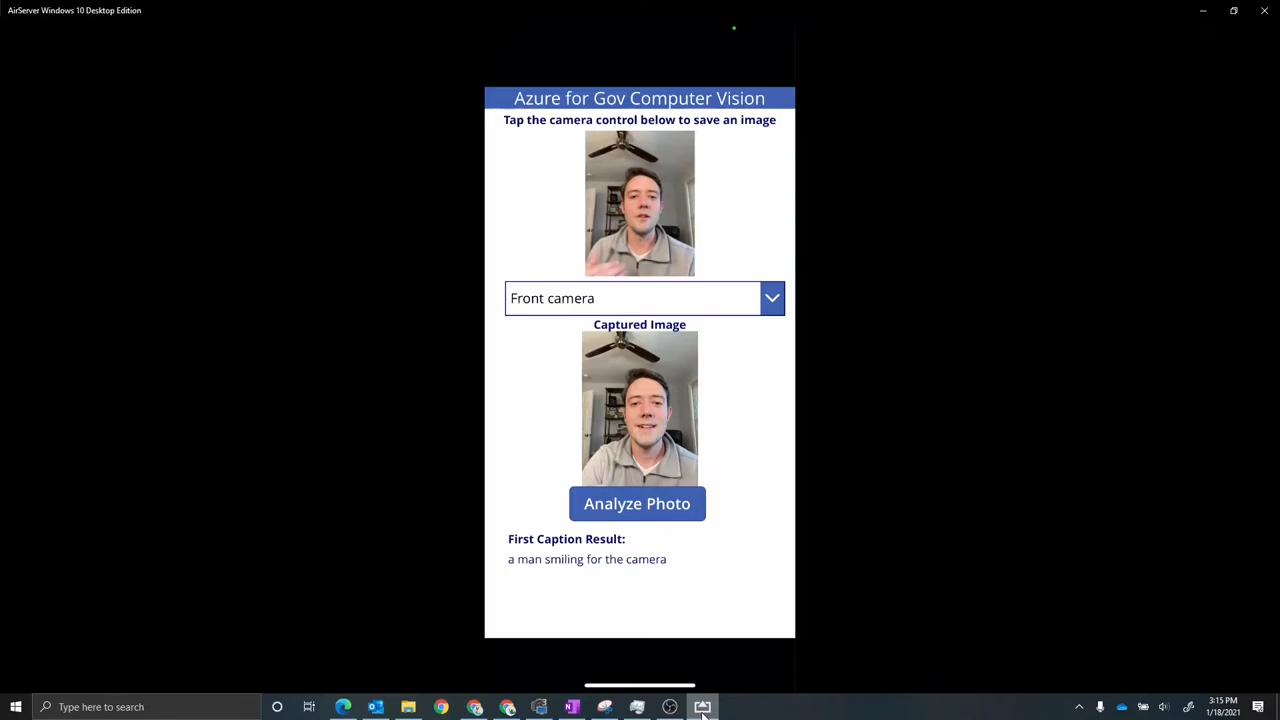 AirServer Windows 10 Desktop Edition
Azure for Gov Computer Vision
Tap the camera control below to save an image
Front camera
Captured Image
Analyze Photo
First Caption Result:
a man smiling for the camera
Type here to search
3:15 PM
1/18/2021